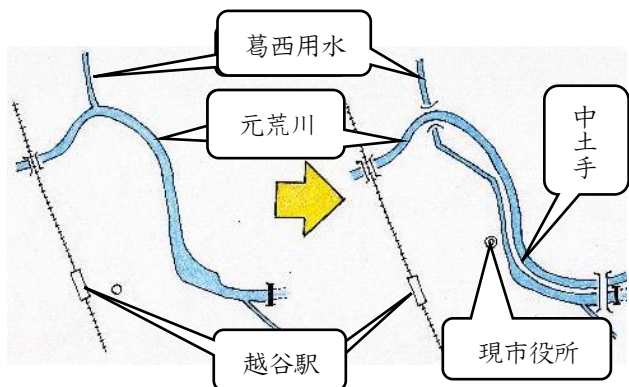 葛西用水
元荒川
中土手
越谷駅
現市役所